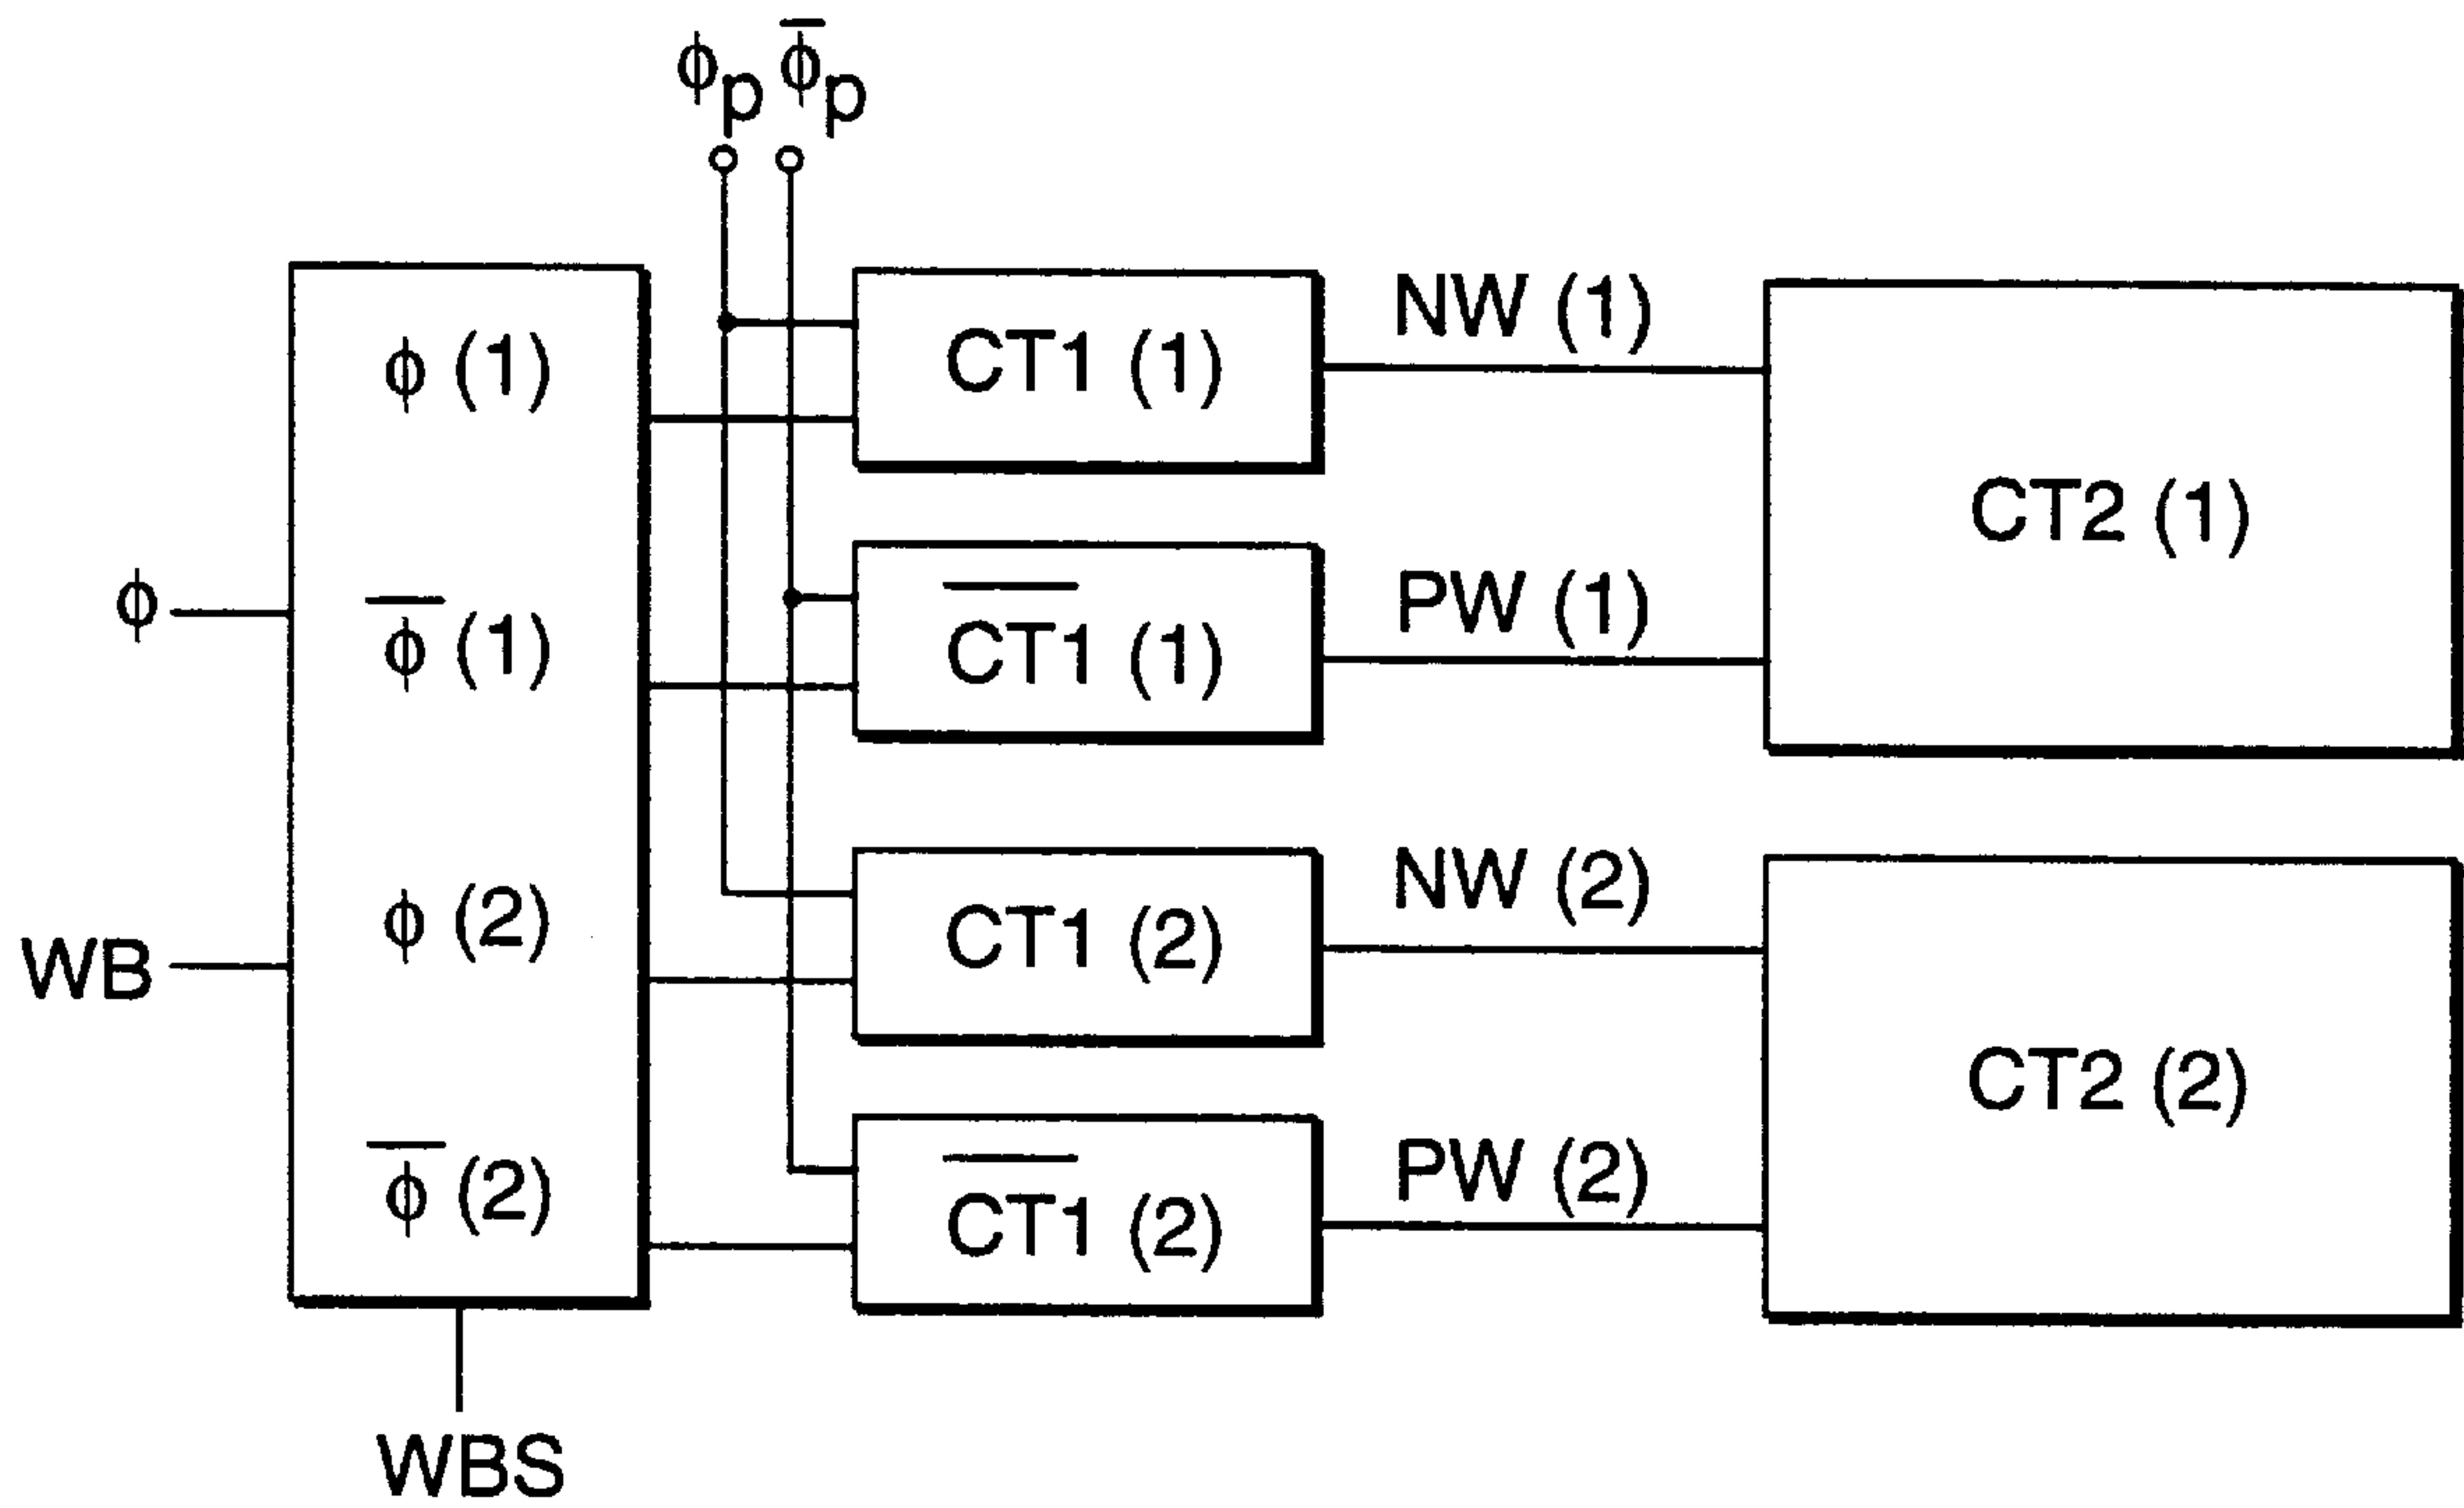 ϕp ϕ̅p
ϕ (1)
CT1 (1)
NW (1)
CT2 (1)
ϕ
ϕ̅ (1)
C̅T̅1̅ (1)
PW (1)
WB
ϕ (2)
CT1 (2)
NW (2)
CT2 (2)
ϕ̅ (2)
C̅T̅1̅ (2)
PW (2)
WBS